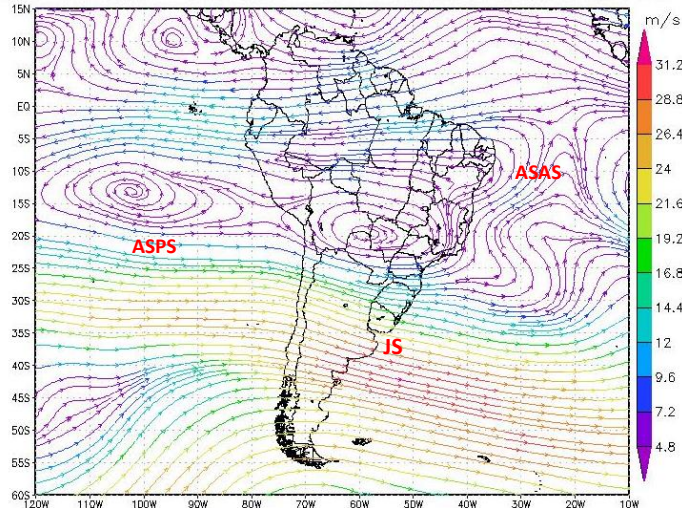 m/s
15N
10N
5N
EQ
5S
10S
15S
20S
25S
30S
35S
40S
45S
50S
55S
60S
120W 110W 100W 90W 80W 70W 60W 50W 40W 30W 20W 10W
31.2
28.8
26.4
24
21.6
19.2
16.8
14.4
12
9.6
7.2
4.8
ASAS
ASPS
JS